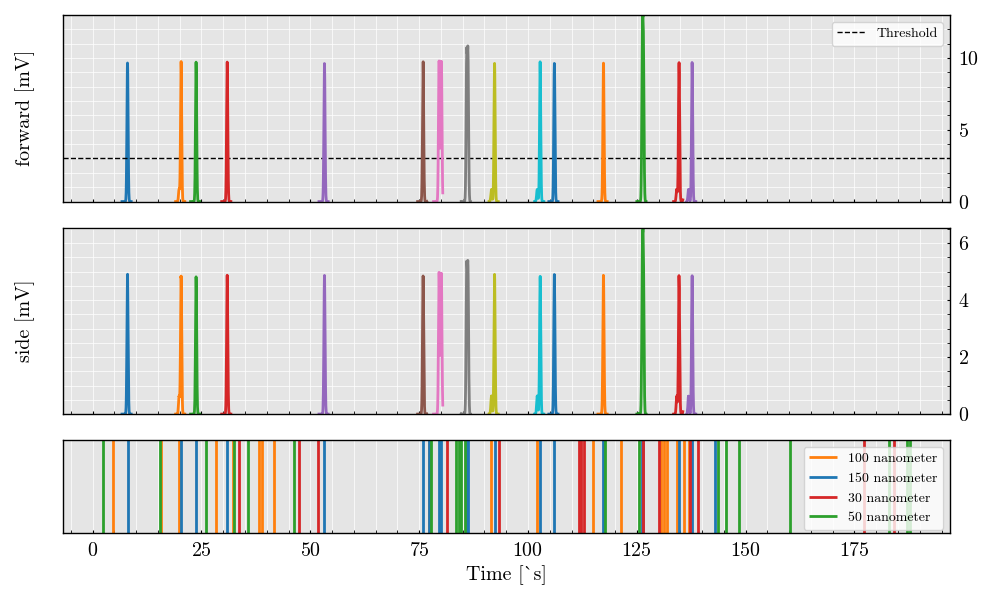 forward [mV]
Threshold
10
5
0
side [mV]
6
4
2
0
100 nanometer
150 nanometer
30 nanometer
50 nanometer
0 25 50 75 100 125 150 175
Time [`s]